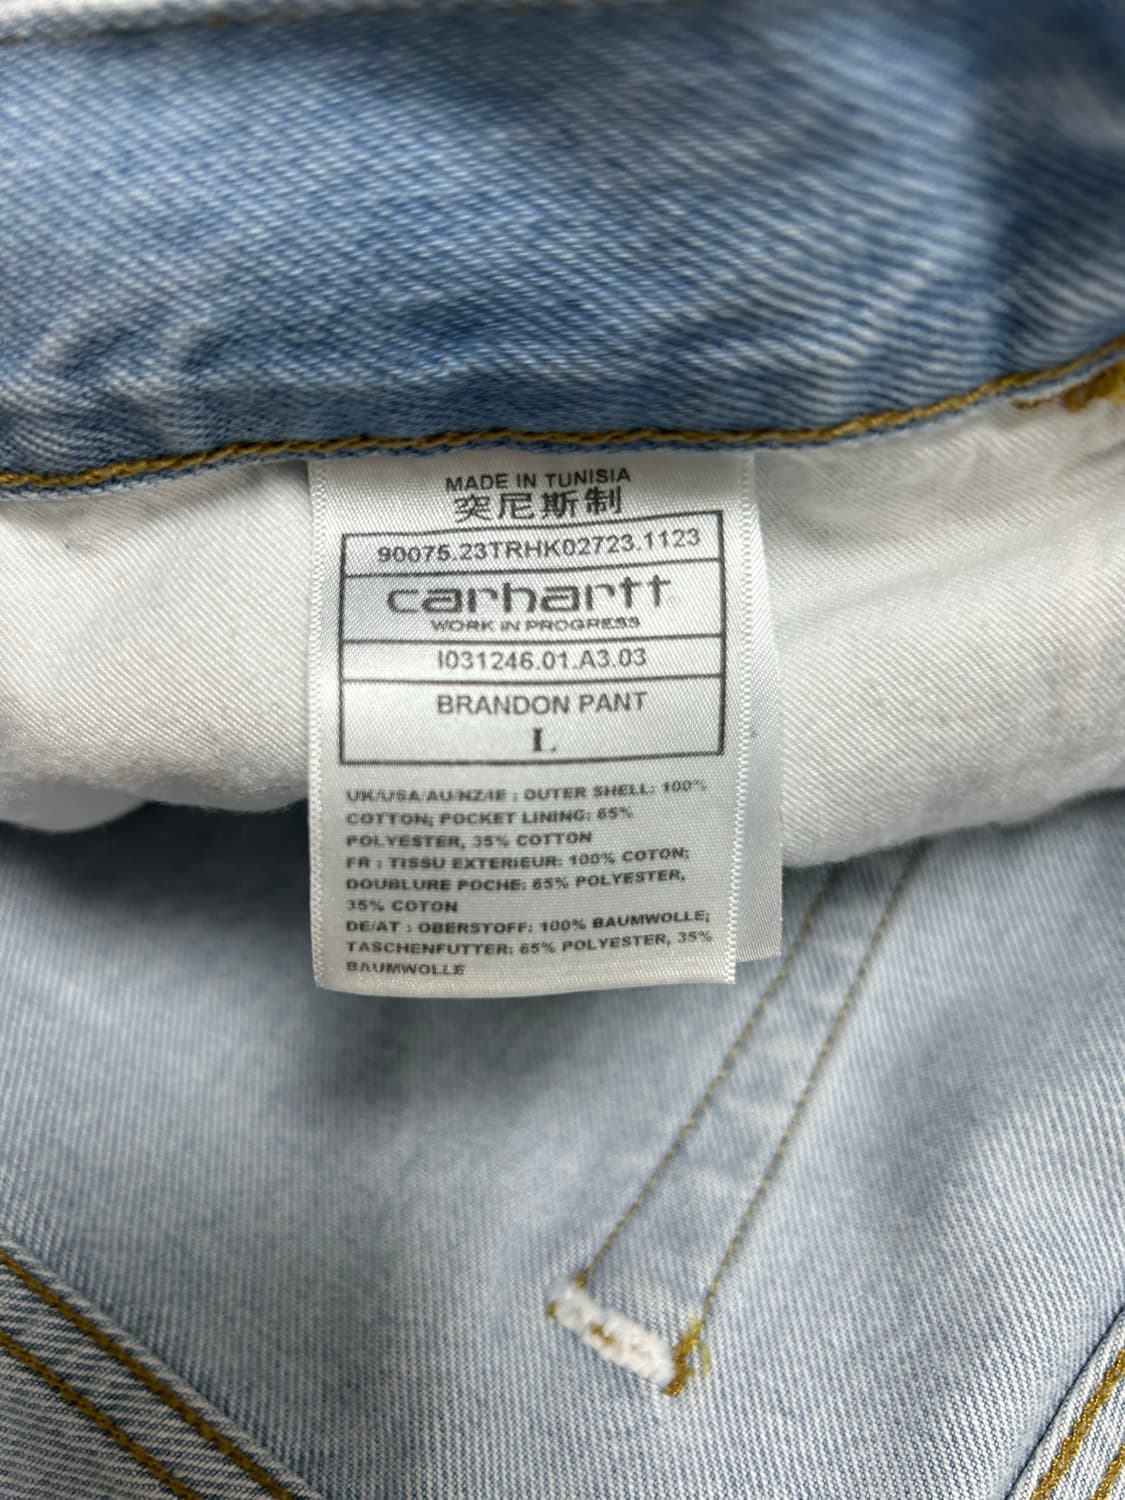 MADE IN TUNISIA
突尼斯制
90075.23TRHK02723.1123
carhartt
WORK IN PROGRESS
I031246.01.A3.03
BRANDON PANT
L
UK/USA/AU/NZ/IE : OUTER SHELL: 100%
COTTON; POCKET LINING: 65%
POLYESTER, 35% COTTON
FR : TISSU EXTERIEUR: 100% COTON;
DOUBLURE POCHE: 65% POLYESTER,
35% COTON
DE/AT : OBERSTOFF: 100% BAUMWOLLE;
TASCHENFUTTER: 65% POLYESTER, 35%
BAUMWOLLE